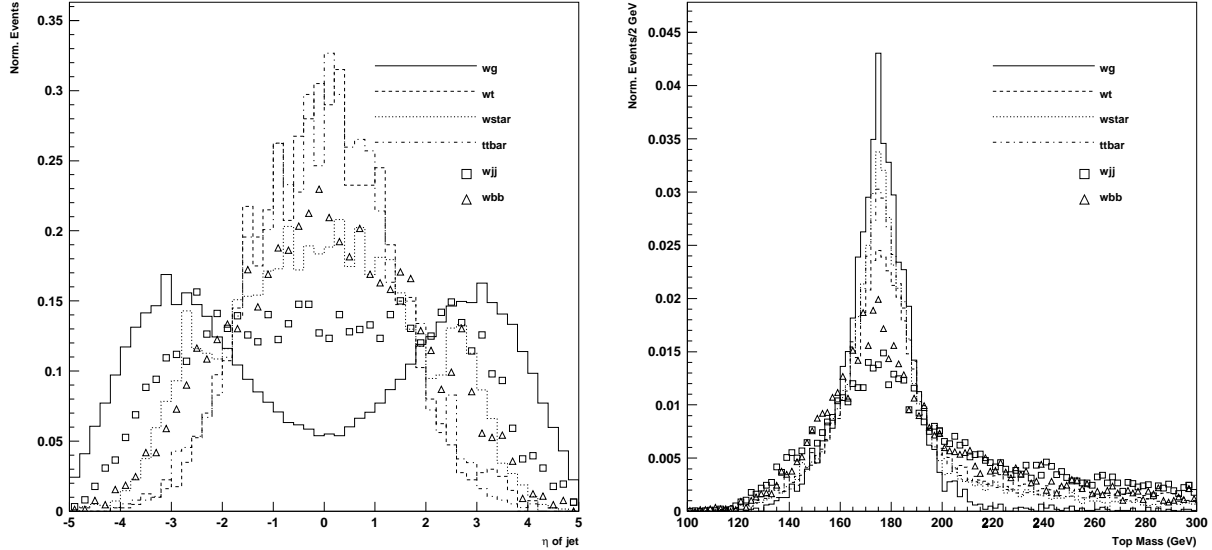 Norm. Events
0.35
0.3
0.25
0.2
0.15
0.1
0.05
0
-5 -4 -3 -2 -1 0 1 2 3 4 5
η of jet
wg
wt
wstar
ttbar
wjj
wbb
Norm. Events/2 GeV
0.045
0.04
0.035
0.03
0.025
0.02
0.015
0.01
0.005
0
100 120 140 160 180 200 220 240 260 280 300
Top Mass (GeV)
wg
wt
wstar
ttbar
wjj
wbb